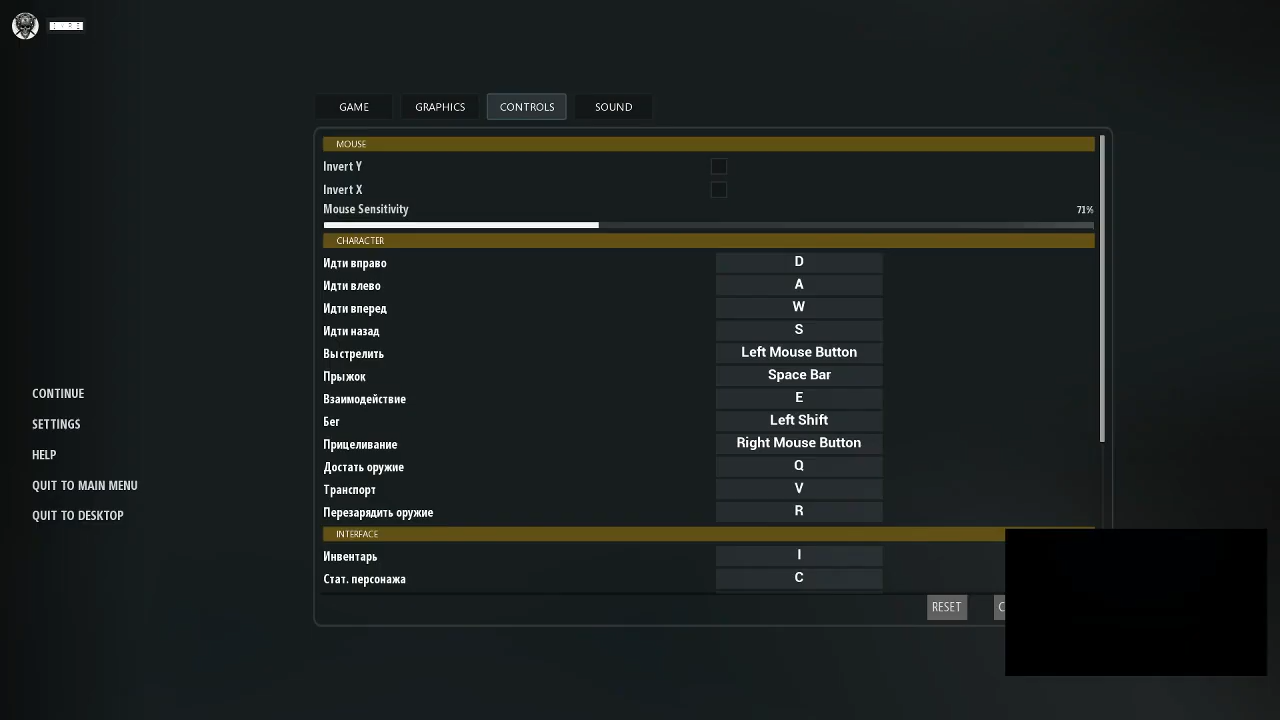 GAME GRAPHICS CONTROLS SOUND
MOUSE
Invert Y
Invert X
Mouse Sensitivity 71%
CHARACTER
Идти вправо D
Идти влево A
Идти вперед W
Идти назад S
Выстрелить Left Mouse Button
Прыжок Space Bar
Взаимодействие E
Бег Left Shift
Прицеливание Right Mouse Button
Достать оружие Q
Транспорт V
Перезарядить оружие R
INTERFACE
Инвентарь I
Стат. персонажа C
RESET
CONTINUE
SETTINGS
HELP
QUIT TO MAIN MENU
QUIT TO DESKTOP